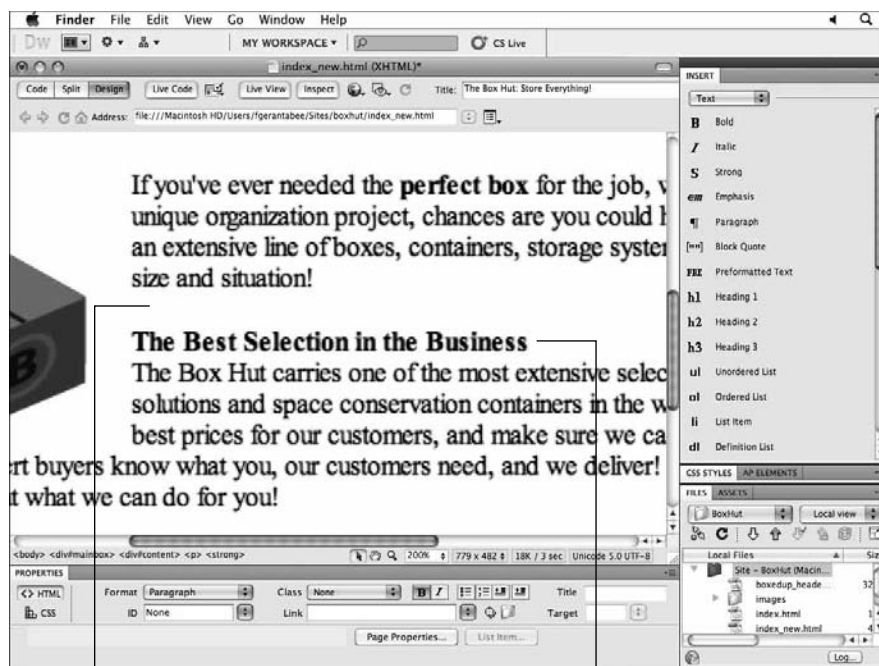 Finder File Edit View Go Window Help
Dw MY WORKSPACE CS Live
index_new.html (XHTML)*
Code Split Design Live Code Live View Inspect Title: The Box Hut: Store Everything!
Address: file:///Macintosh HD/Users/fgerantabee/Sites/boxhut/index_new.html
If you've ever needed the perfect box for the job,
unique organization project, chances are you could
an extensive line of boxes, containers, storage system
size and situation!
B
The Best Selection in the Business
The Box Hut carries one of the most extensive selec
solutions and space conservation containers in the w
best prices for our customers, and make sure we ca
rt buyers know what you, our customers need, and we deliver!
t what we can do for you!
<body> <div#mainbox> <div#content> <p> <strong> 200% 779 x 482 18K / 3 sec Unicode 5.0 UTF-8
PROPERTIES
<> HTML Format Paragraph Class None B I Title
CSS ID None Link Target
Page Properties... List Item...
INSERT
Text
B Bold
I Italic
S Strong
em Emphasis
¶ Paragraph
[""] Block Quote
PRE Preformatted Text
h1 Heading 1
h2 Heading 2
h3 Heading 3
ul Unordered List
ol Ordered List
li List Item
dl Definition List
CSS STYLES AP ELEMENTS
FILES ASSETS
BoxHut Local view
Local Files Siz
Site - BoxHut (Macin...
boxedup_heade... 32
images
index.html 1
index_new.html 4
Log...